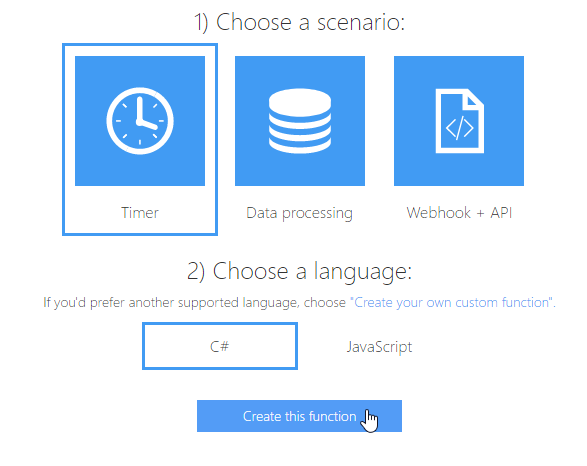 1) Choose a scenario:
Timer
Data processing
Webhook + API
2) Choose a language:
If you'd prefer another supported language, choose "Create your own custom function".
C#
JavaScript
Create this function